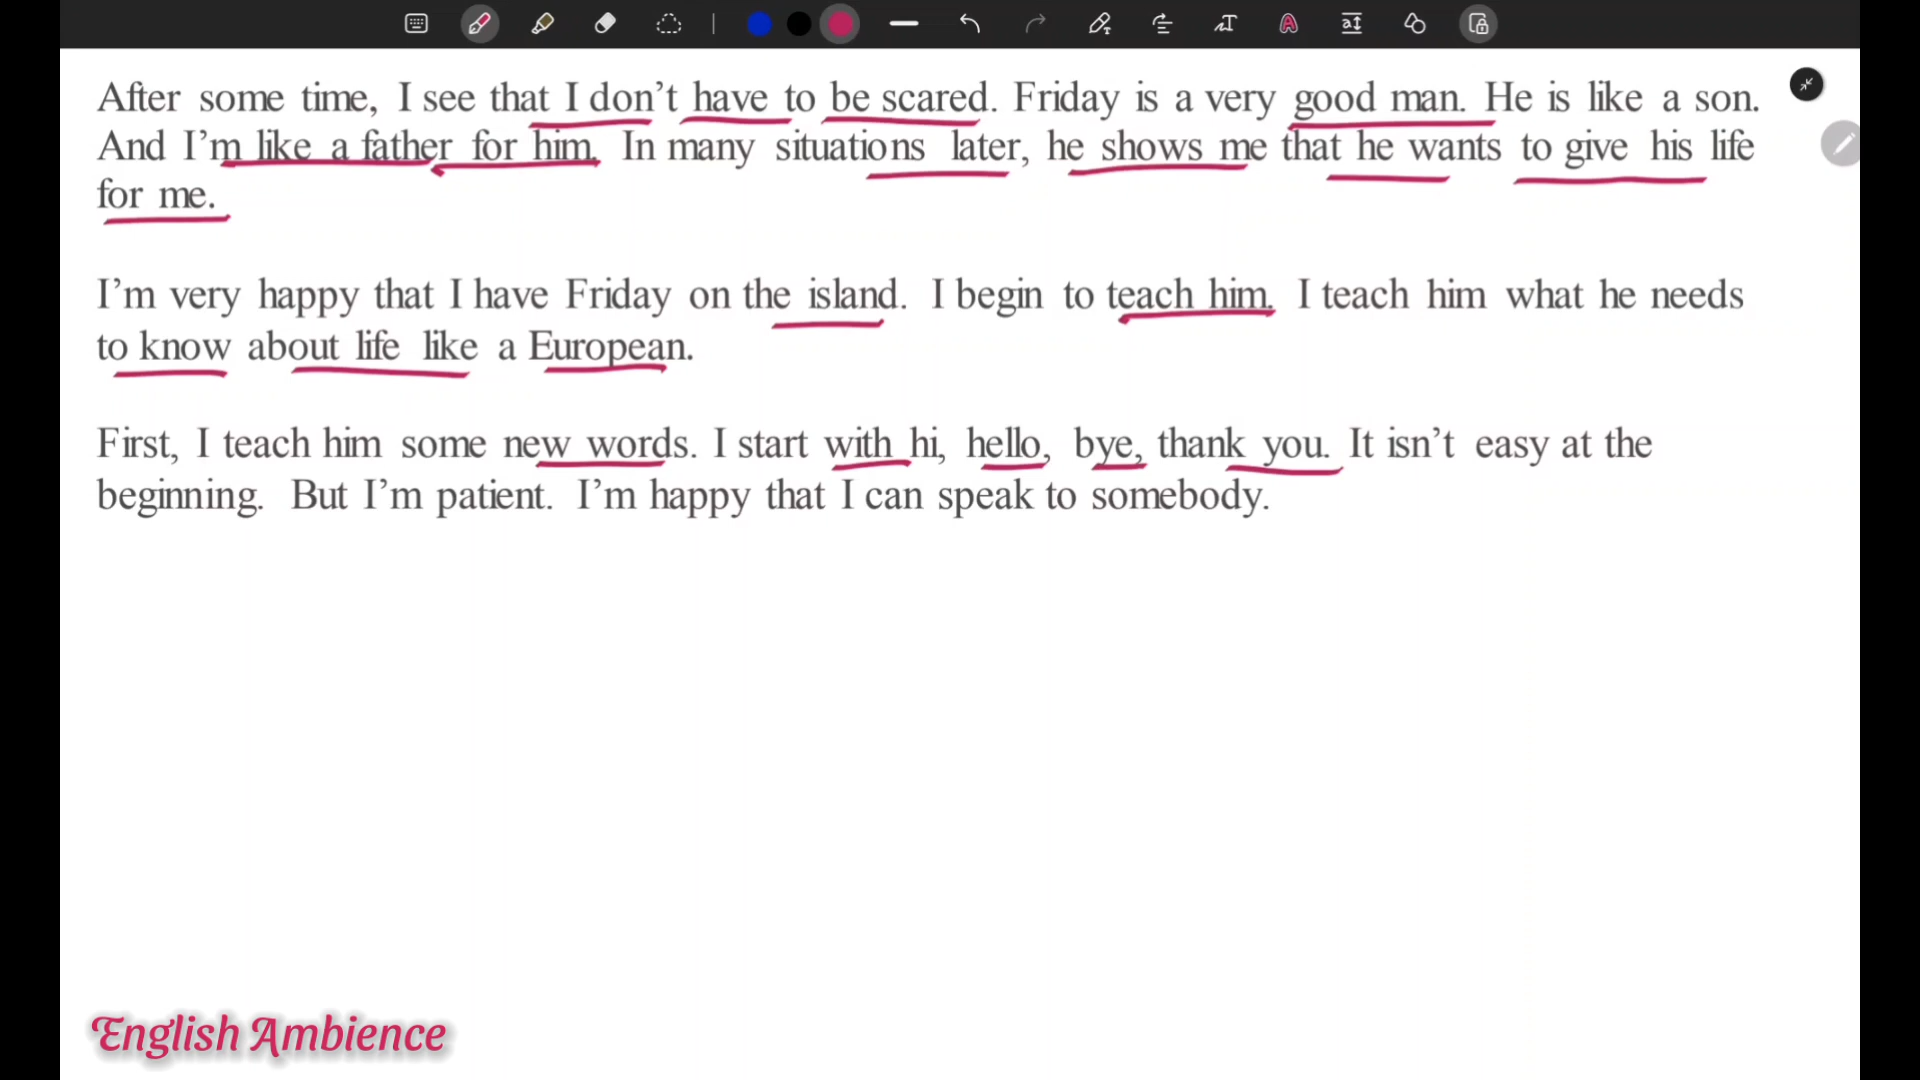 After some time, I see that I don’t have to be scared. Friday is a very good man. He is like a son.
And I’m like a father for him. In many situations later, he shows me that he wants to give his life
for me.
I’m very happy that I have Friday on the island. I begin to teach him. I teach him what he needs
to know about life like a European.
First, I teach him some new words. I start with hi, hello, bye, thank you. It isn’t easy at the
beginning. But I’m patient. I’m happy that I can speak to somebody.
English Ambience